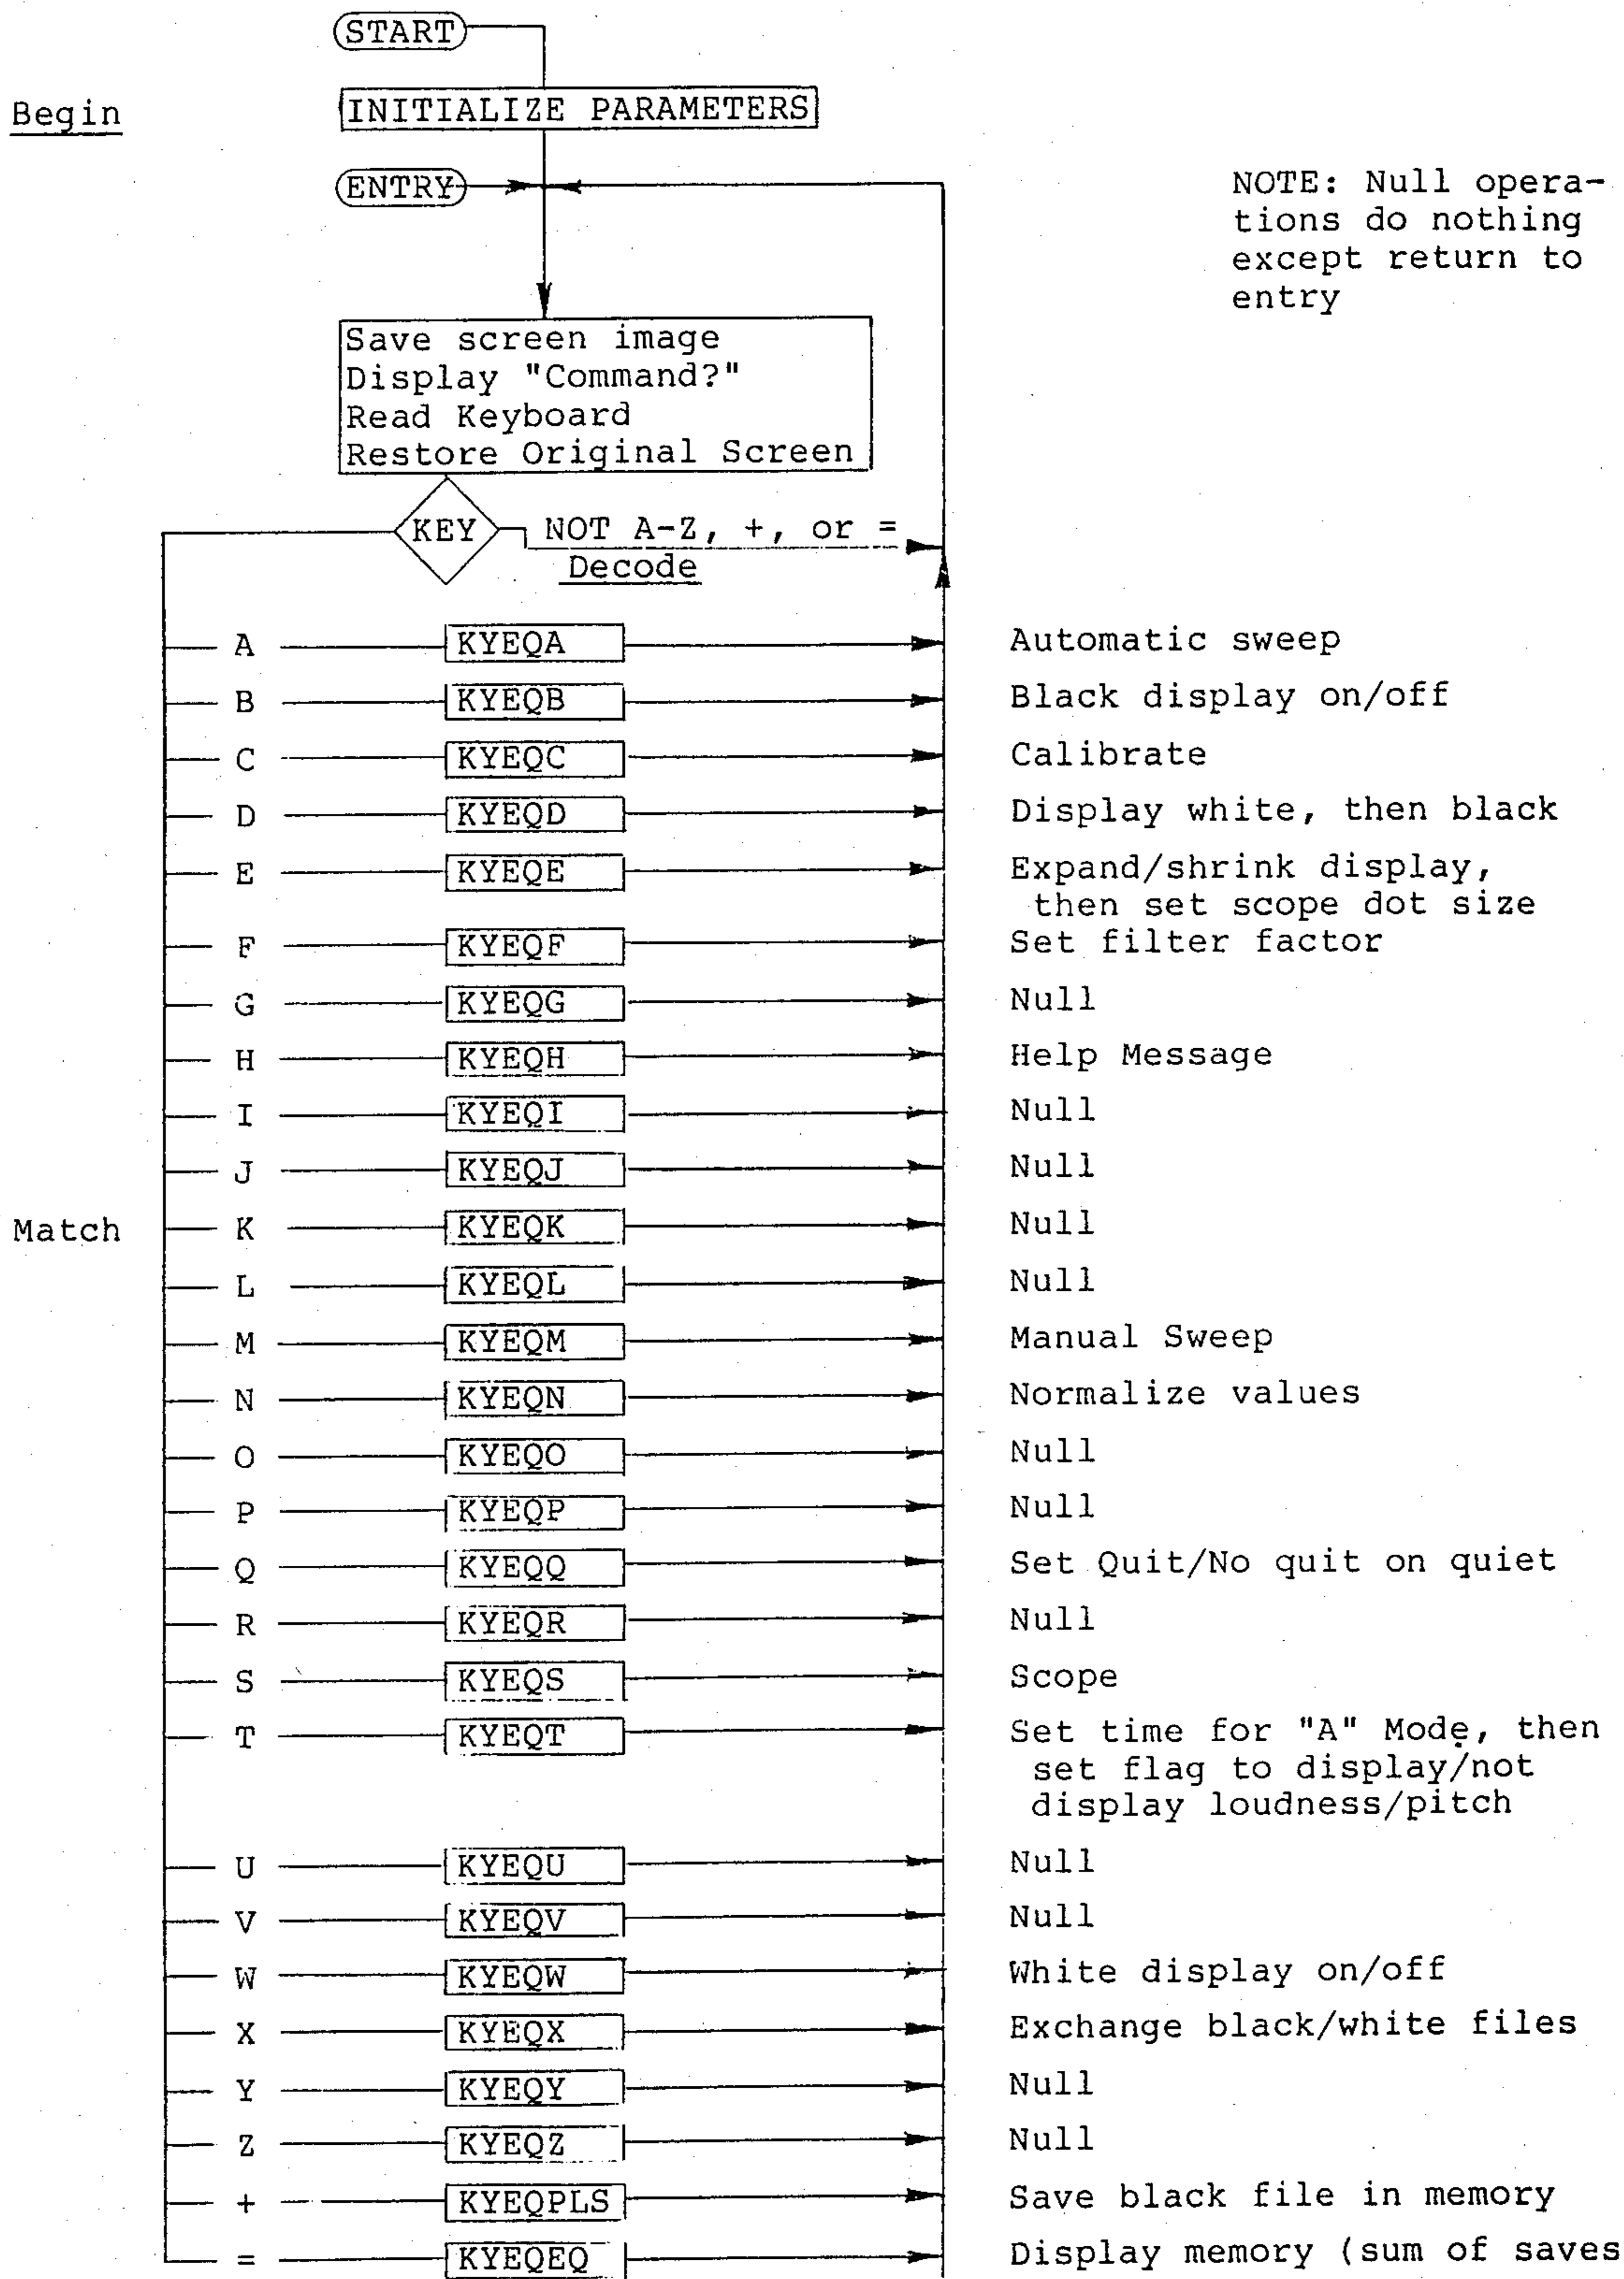 START
Begin
INITIALIZE PARAMETERS
ENTRY
NOTE: Null opera-
tions do nothing
except return to
entry
Save screen image
Display "Command?"
Read Keyboard
Restore Original Screen
KEY NOT A-Z, +, or =
Decode
A KYEQA Automatic sweep
B KYEQB Black display on/off
C KYEQC Calibrate
D KYEQD Display white, then black
E KYEQE Expand/shrink display,
then set scope dot size
F KYEQF Set filter factor
G KYEQG Null
H KYEQH Help Message
I KYEQI Null
J KYEQJ Null
Match K KYEQK Null
L KYEQL Null
M KYEQM Manual Sweep
N KYEQN Normalize values
O KYEQO Null
P KYEQP Null
Q KYEQQ Set Quit/No quit on quiet
R KYEQR Null
S KYEQS Scope
T KYEQT Set time for "A" Mode, then
set flag to display/not
display loudness/pitch
U KYEQU Null
V KYEQV Null
W KYEQW White display on/off
X KYEQX Exchange black/white files
Y KYEQY Null
Z KYEQZ Null
+ KYEQPLS Save black file in memory
= KYEQEQ Display memory (sum of saves